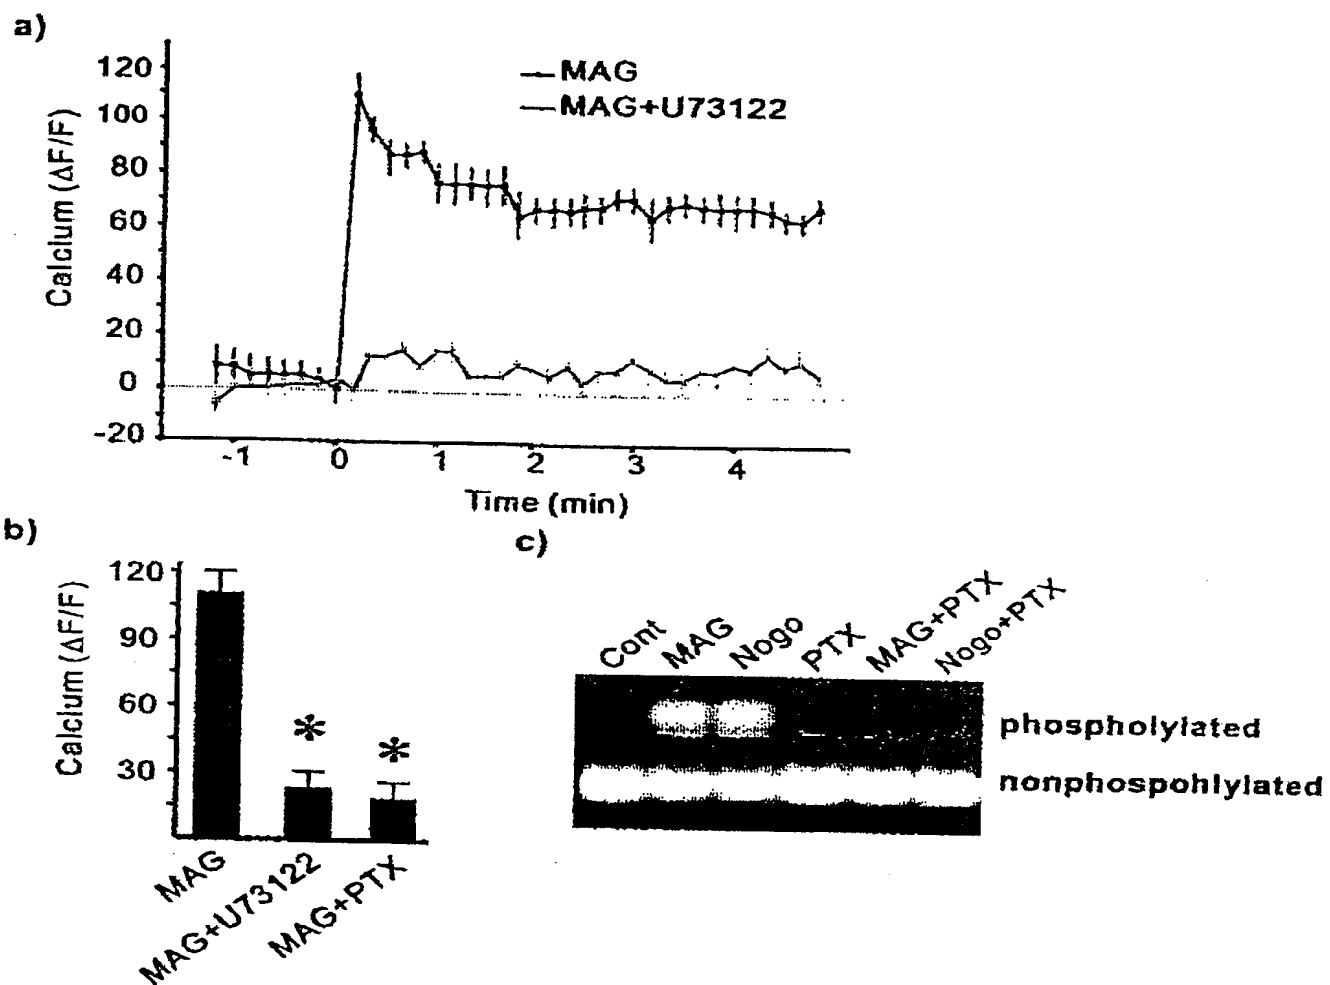 a)
Calcium (ΔF/F)
120
100
80
60
40
20
0
-20
MAG
MAG+U73122
-1 0 1 2 3 4
Time (min)
b)
Calcium (ΔF/F)
120
90
60
30
*
*
MAG
MAG+U73122
MAG+PTX
c)
Cont MAG Nogo PTX MAG+PTX Nogo+PTX
phospholylated
nonphospohlylated